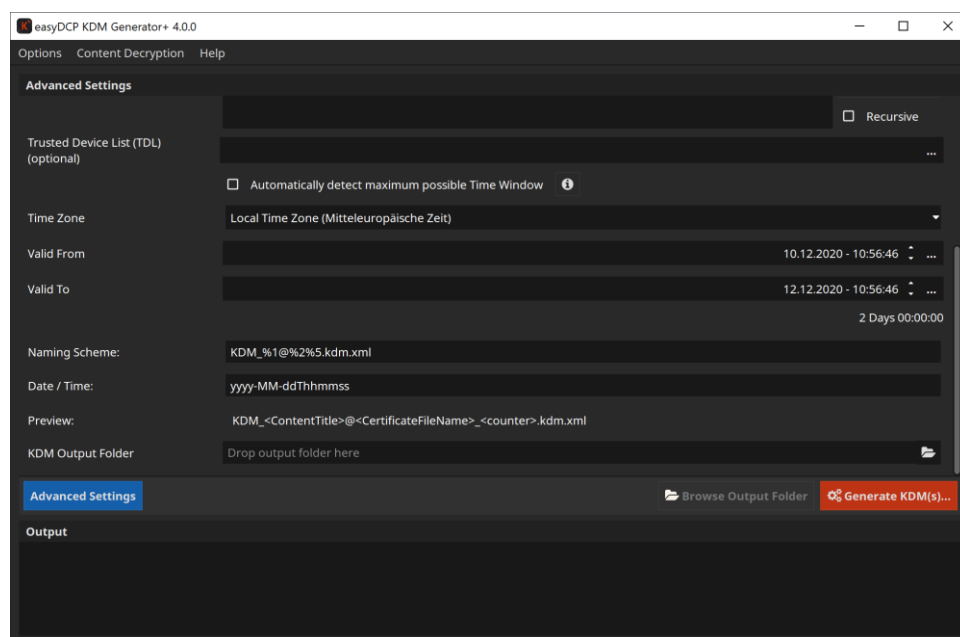 easyDCP KDM Generator+ 4.0.0
Options Content Decryption Help
Advanced Settings
Recursive
Trusted Device List (TDL)
(optional)
...
Automatically detect maximum possible Time Window
Time Zone
Local Time Zone (Mitteleuropäische Zeit)
Valid From
10.12.2020 - 10:56:46 ...
Valid To
12.12.2020 - 10:56:46 ...
2 Days 00:00:00
Naming Scheme:
KDM_%1@%2%5.kdm.xml
Date / Time:
yyyy-MM-ddThhmmss
Preview:
KDM_<ContentTitle>@<CertificateFileName>_<counter>.kdm.xml
KDM Output Folder
Drop output folder here
Advanced Settings
Browse Output Folder
Generate KDM(s)...
Output